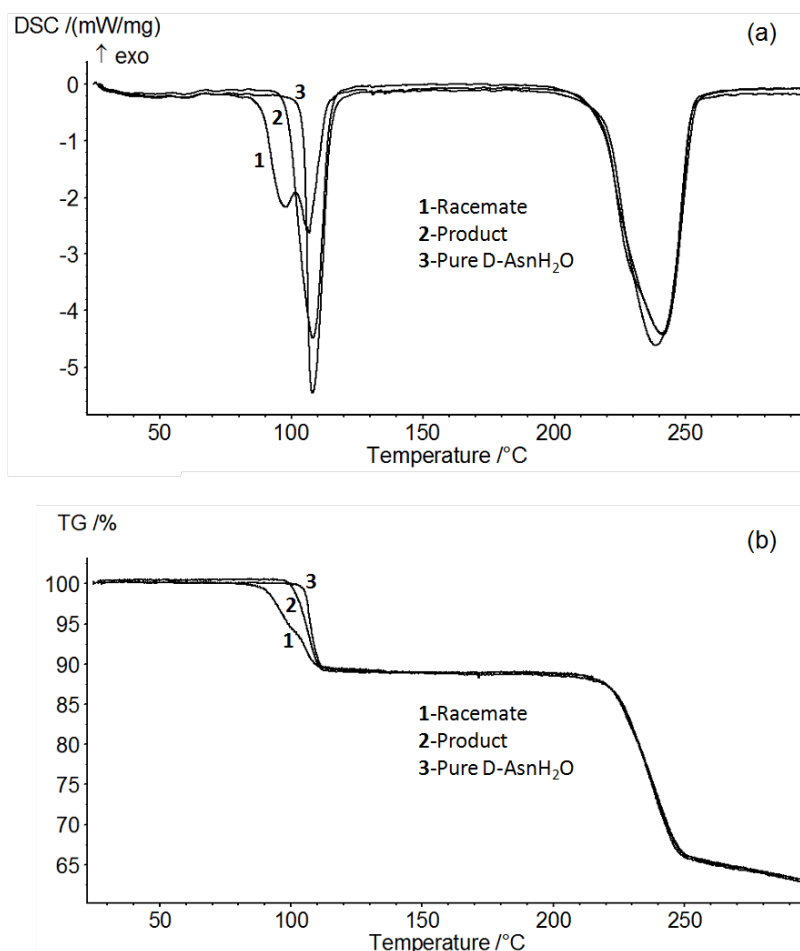 DSC /(mW/mg)
(a)
↑ exo
0
-1
-2
-3
-4
-5
3
2
1
1-Racemate
2-Product
3-Pure D-AsnH₂O
50 100 150 200 250
Temperature /°C
TG /%
(b)
100
95
90
85
80
75
70
65
3
2
1
1-Racemate
2-Product
3-Pure D-AsnH₂O
50 100 150 200 250
Temperature /°C